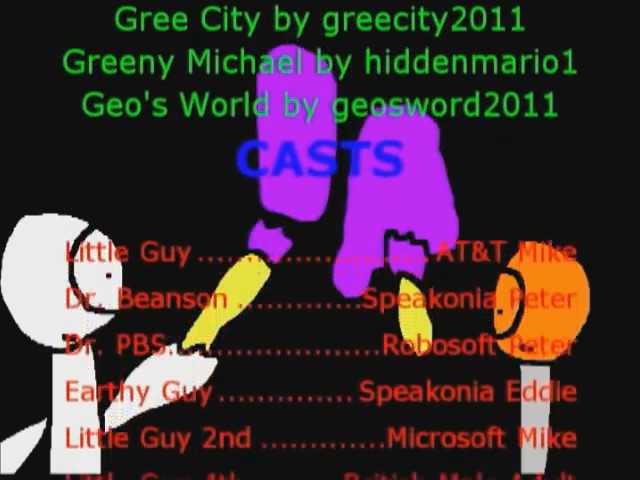 Gree City by greecity2011
Greeny Michael by hiddenmario1
Geo's World by geosword2011
CASTS
Little Guy ........................ AT&T Mike
Dr. Beanson .............Speakonia Peter
Dr. PBS......................Robosoft Peter
Earthy Guy..............Speakonia Eddie
Little Guy 2nd .............Microsoft Mike